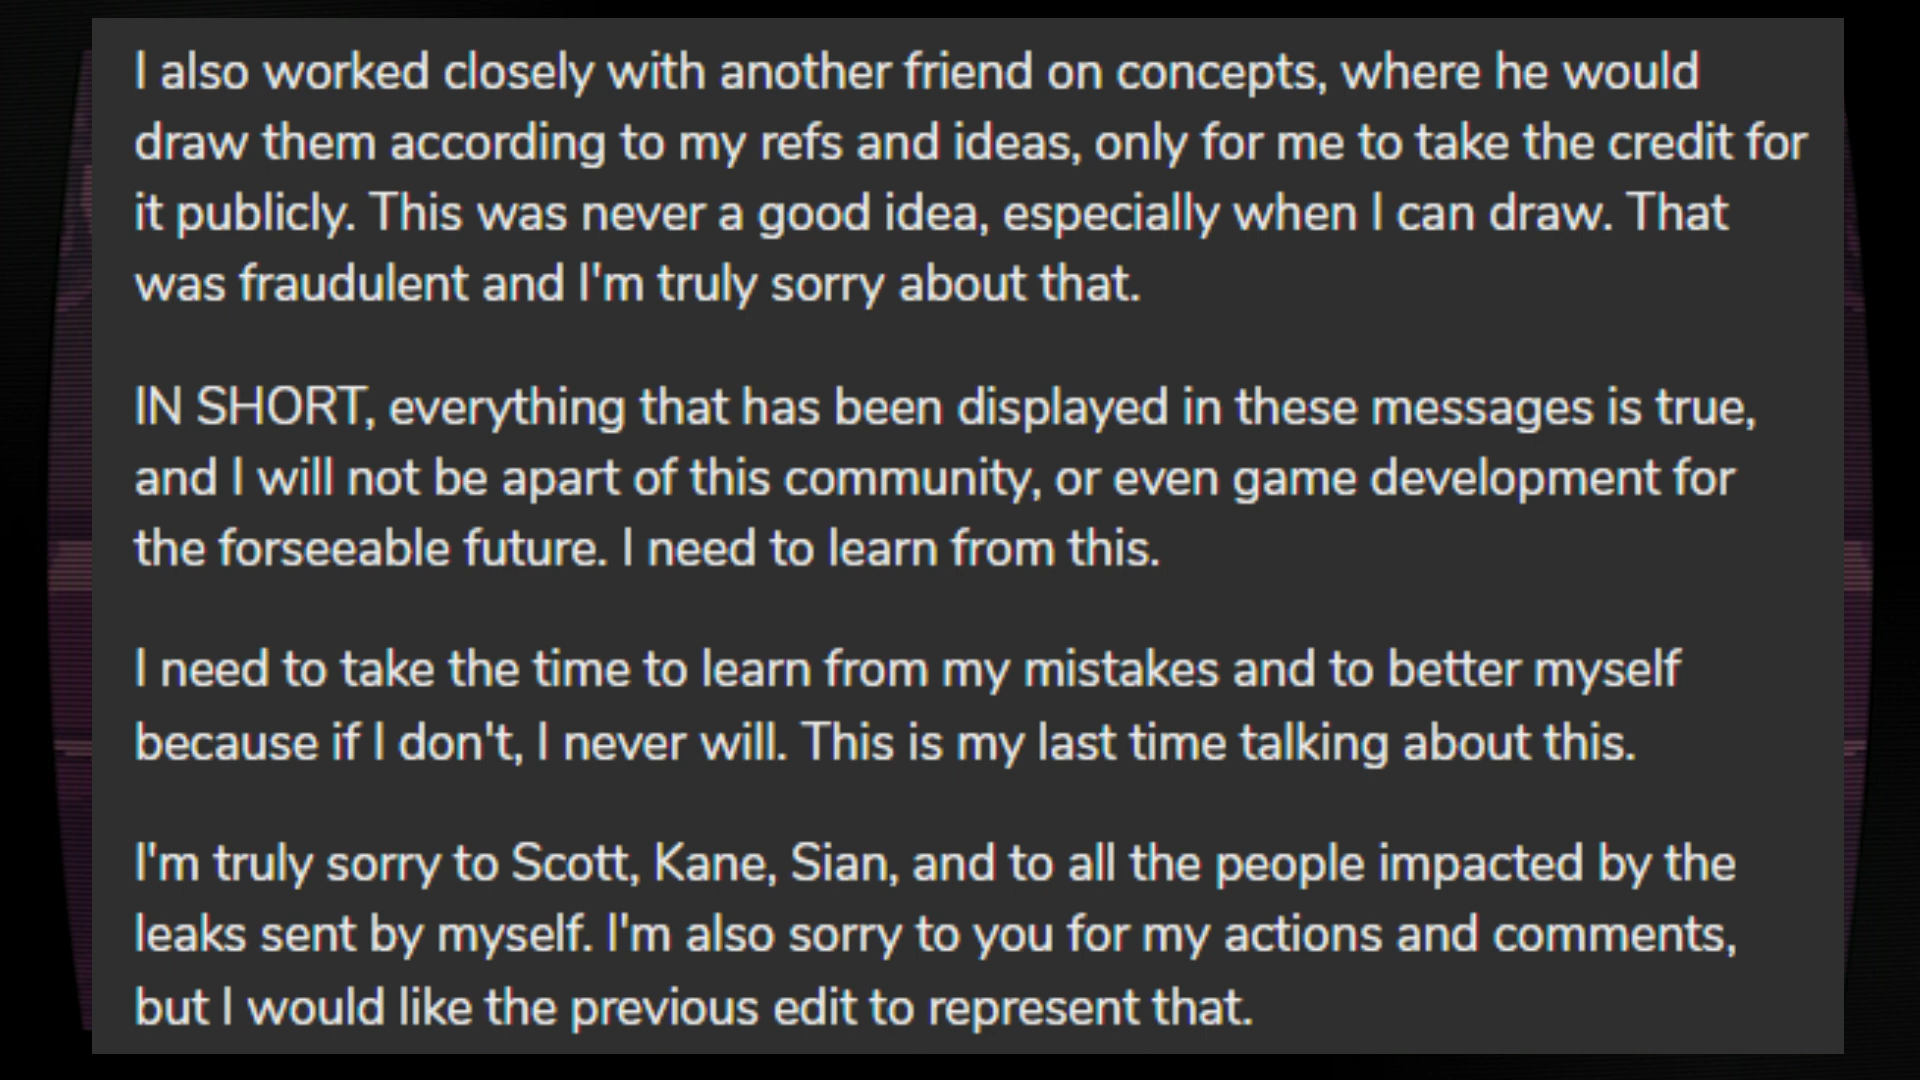 I also worked closely with another friend on concepts, where he would
draw them according to my refs and ideas, only for me to take the credit for
it publicly. This was never a good idea, especially when I can draw. That
was fraudulent and I'm truly sorry about that.
IN SHORT, everything that has been displayed in these messages is true,
and I will not be apart of this community, or even game development for
the forseeable future. I need to learn from this.
I need to take the time to learn from my mistakes and to better myself
because if I don't, I never will. This is my last time talking about this.
I'm truly sorry to Scott, Kane, Sian, and to all the people impacted by the
leaks sent by myself. I'm also sorry to you for my actions and comments,
but I would like the previous edit to represent that.